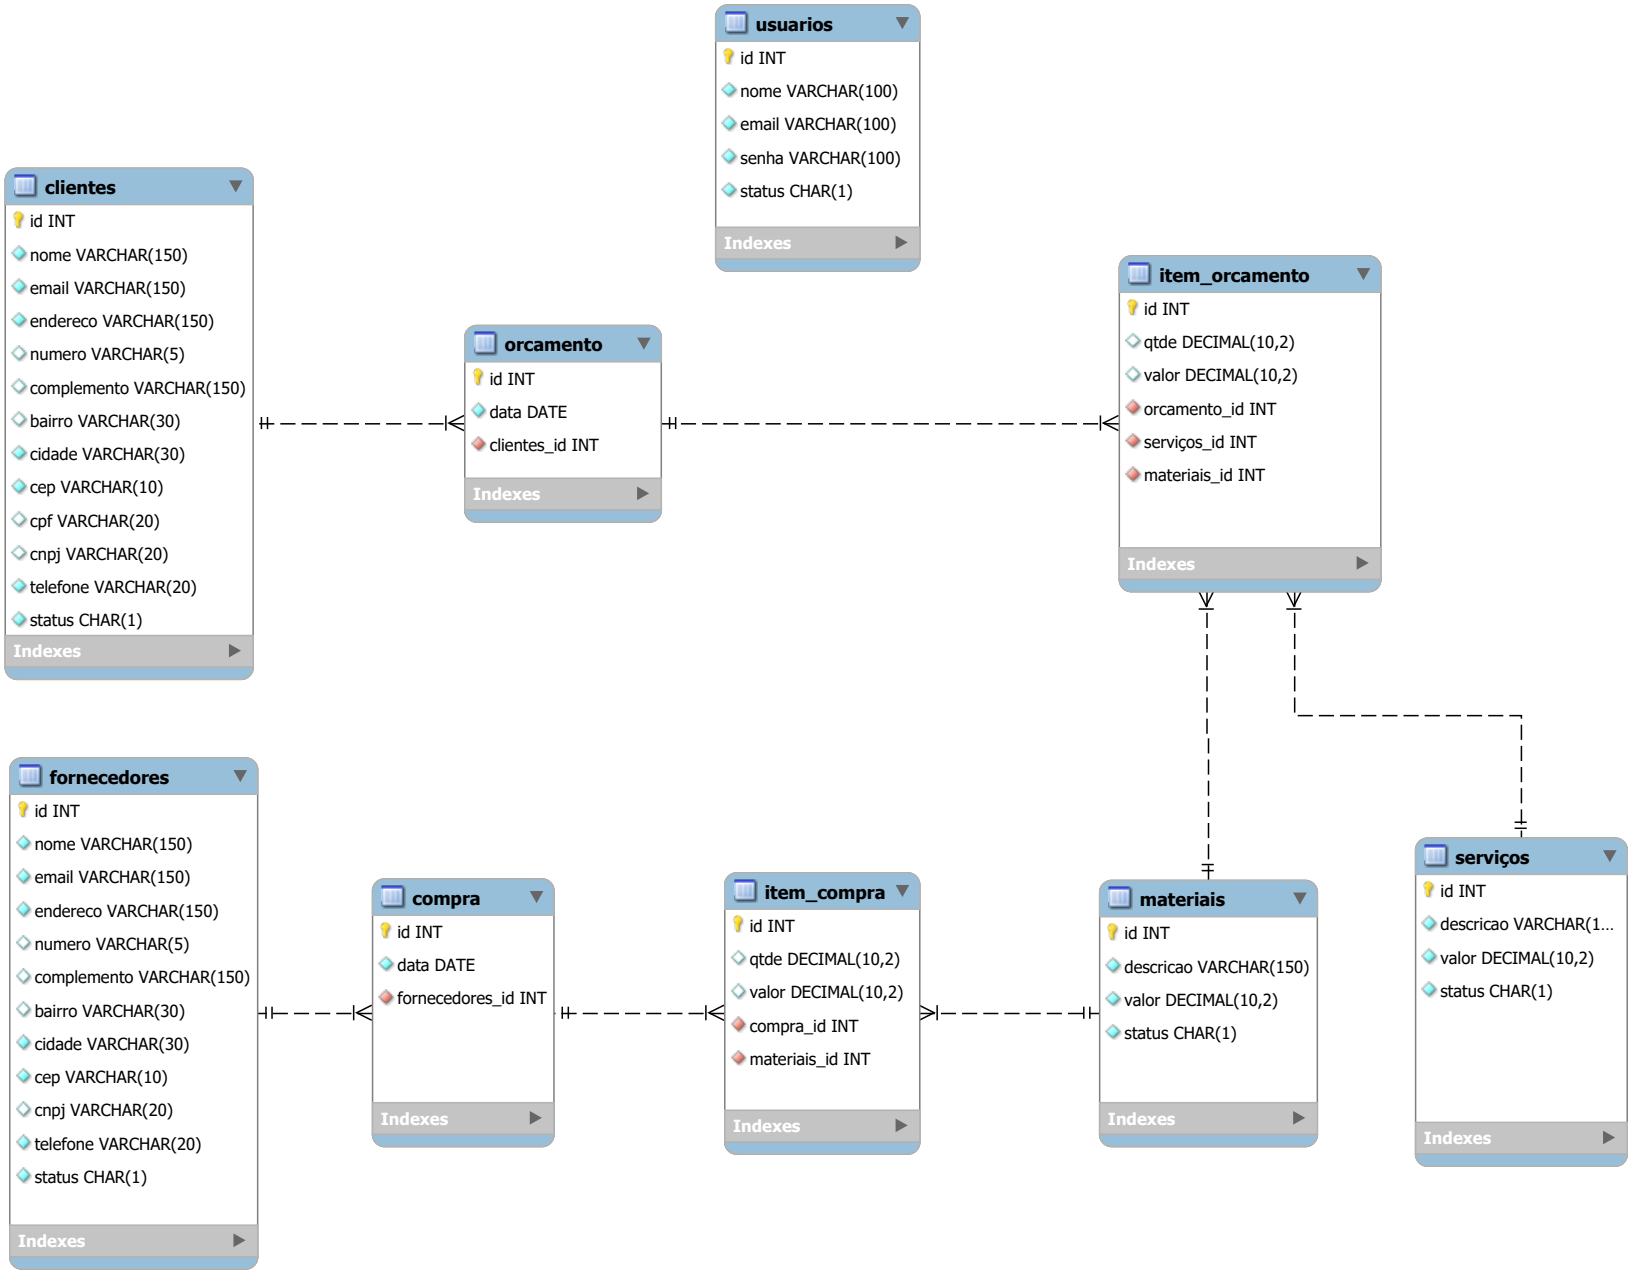 usuarios
id INT
nome VARCHAR(100)
email VARCHAR(100)
senha VARCHAR(100)
status CHAR(1)
Indexes
clientes
id INT
nome VARCHAR(150)
email VARCHAR(150)
endereco VARCHAR(150)
numero VARCHAR(5)
complemento VARCHAR(150)
bairro VARCHAR(30)
cidade VARCHAR(30)
cep VARCHAR(10)
cpf VARCHAR(20)
cnpj VARCHAR(20)
telefone VARCHAR(20)
status CHAR(1)
Indexes
orcamento
id INT
data DATE
clientes_id INT
Indexes
item_orcamento
id INT
qtde DECIMAL(10,2)
valor DECIMAL(10,2)
orcamento_id INT
serviços_id INT
materiais_id INT
Indexes
fornecedores
id INT
nome VARCHAR(150)
email VARCHAR(150)
endereco VARCHAR(150)
numero VARCHAR(5)
complemento VARCHAR(150)
bairro VARCHAR(30)
cidade VARCHAR(30)
cep VARCHAR(10)
cnpj VARCHAR(20)
telefone VARCHAR(20)
status CHAR(1)
Indexes
compra
id INT
data DATE
fornecedores_id INT
Indexes
item_compra
id INT
qtde DECIMAL(10,2)
valor DECIMAL(10,2)
compra_id INT
materiais_id INT
Indexes
materiais
id INT
descricao VARCHAR(150)
valor DECIMAL(10,2)
status CHAR(1)
Indexes
serviços
id INT
descricao VARCHAR(1...
valor DECIMAL(10,2)
status CHAR(1)
Indexes